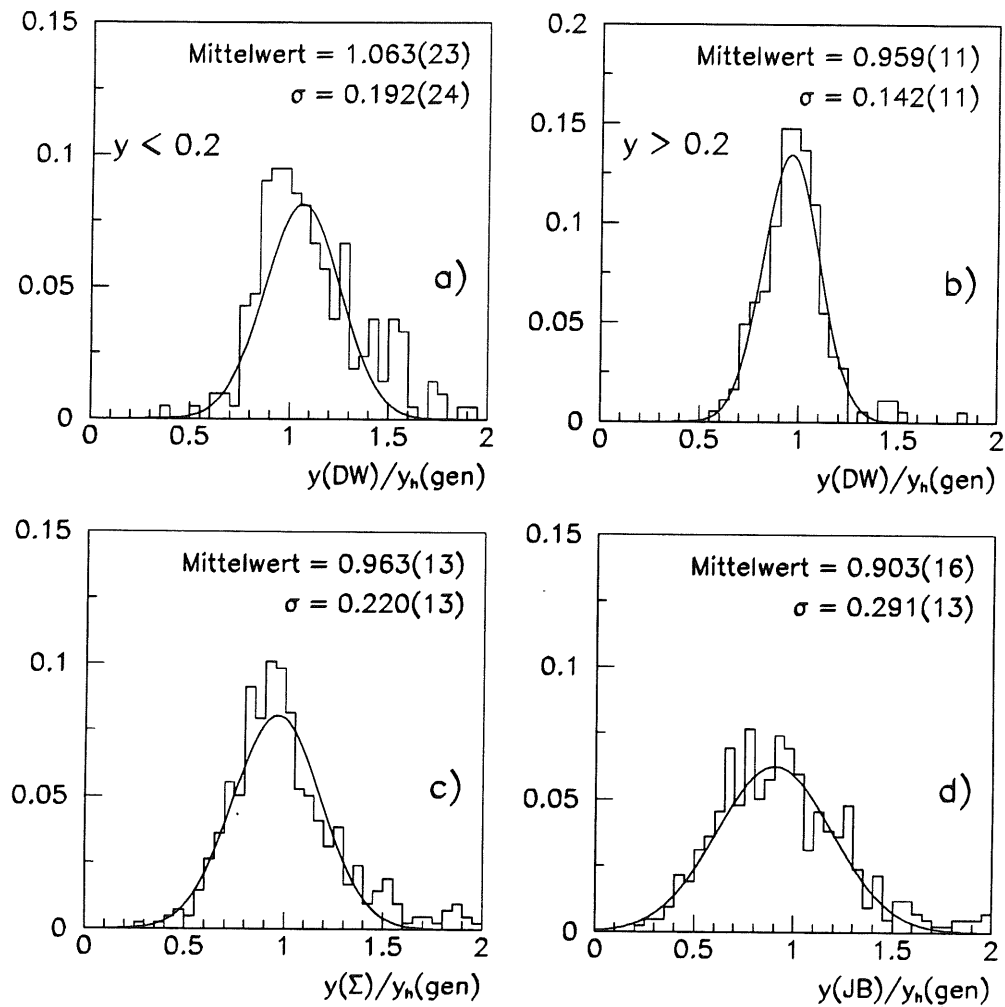 0.15
Mittelwert = 1.063(23)
σ = 0.192(24)
y < 0.2
0.1
a)
0.05
0
0 0.5 1 1.5 2
y(DW)/yₕ(gen)
0.2
Mittelwert = 0.959(11)
σ = 0.142(11)
0.15
y > 0.2
0.1
b)
0.05
0
0 0.5 1 1.5 2
y(DW)/yₕ(gen)
0.15
Mittelwert = 0.963(13)
σ = 0.220(13)
0.1
c)
0.05
0
0 0.5 1 1.5 2
y(Σ)/yₕ(gen)
0.15
Mittelwert = 0.903(16)
σ = 0.291(13)
0.1
d)
0.05
0
0 0.5 1 1.5 2
y(JB)/yₕ(gen)